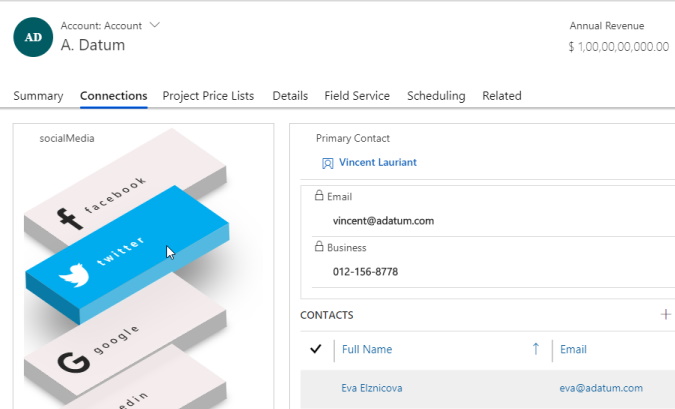 AD
Account: Account
A. Datum
Annual Revenue
$ 1,00,00,00,000.00
Summary Connections Project Price Lists Details Field Service Scheduling Related
socialMedia
facebook
twitter
google
Primary Contact
Vincent Lauriant
Email
vincent@adatum.com
Business
012-156-8778
CONTACTS
Full Name Email
Eva Elznicova eva@adatum.com